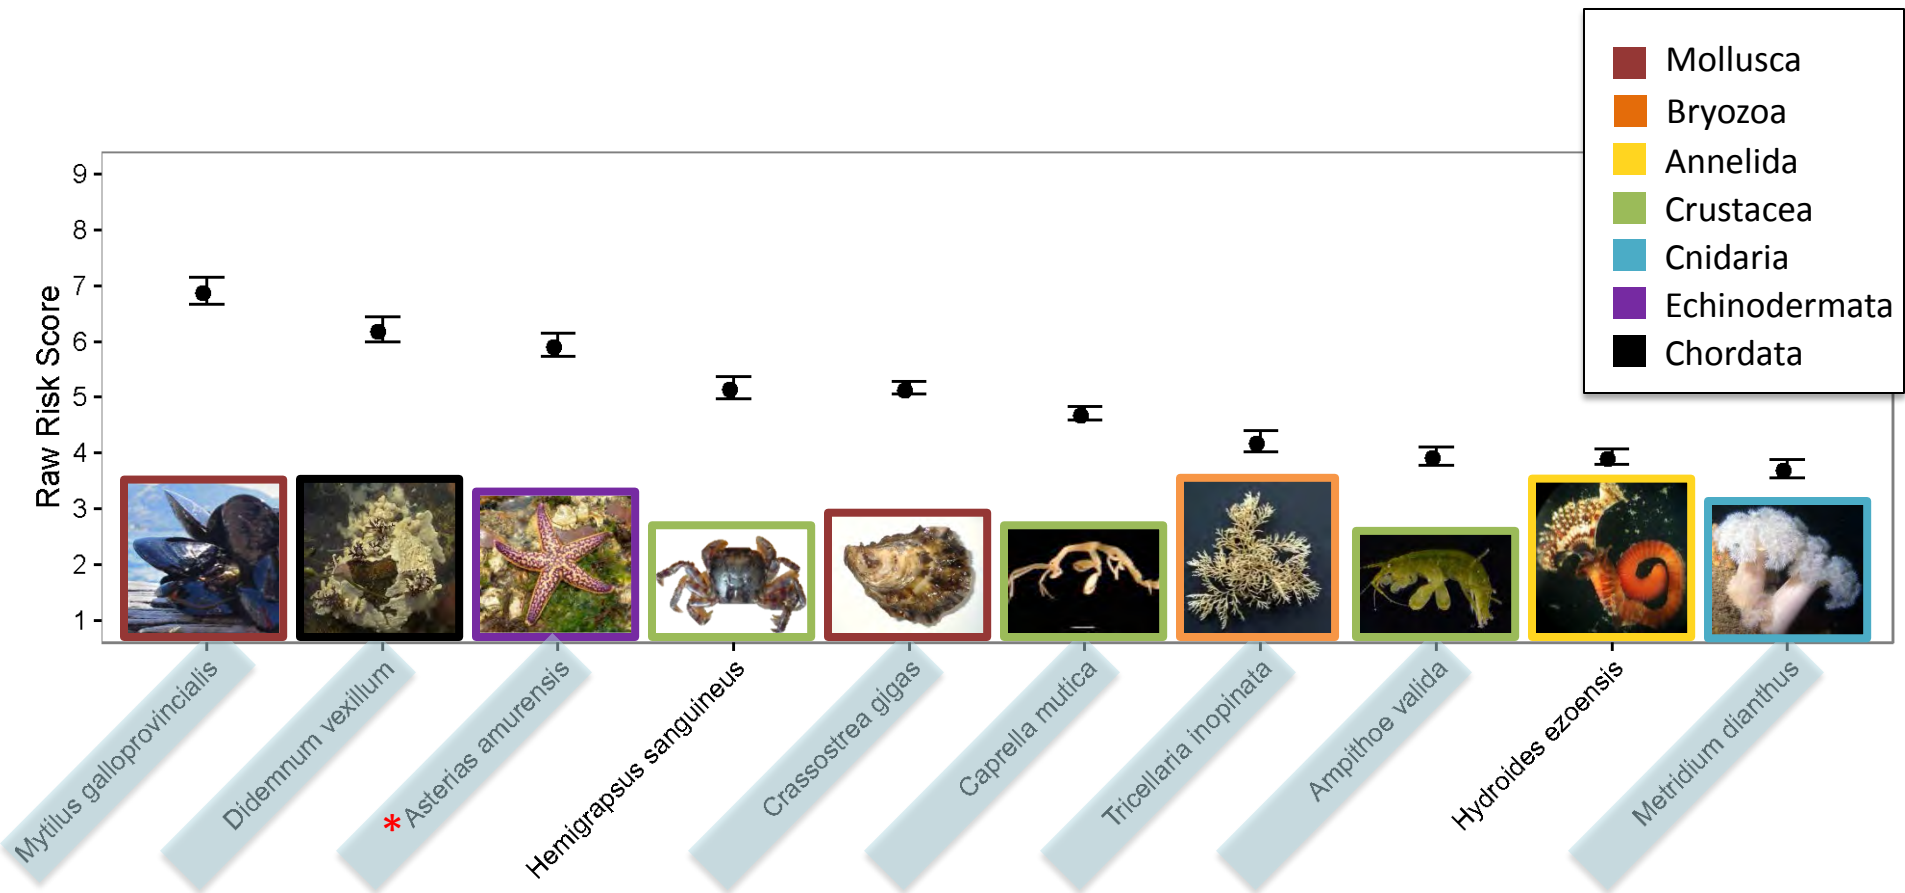 Mollusca
Bryozoa
Annelida
Crustacea
Cnidaria
Echinodermata
Chordata
Raw Risk Score
9
8
7
6
5
4
3
2
1
Mytilus galloprovincialis
Didemnum vexillum
* Asterias amurensis
Hemigrapsus sanguineus
Crassostrea gigas
Caprella mutica
Tricellaria inopinata
Ampithoe valida
Hydroides ezoensis
Metridium dianthus